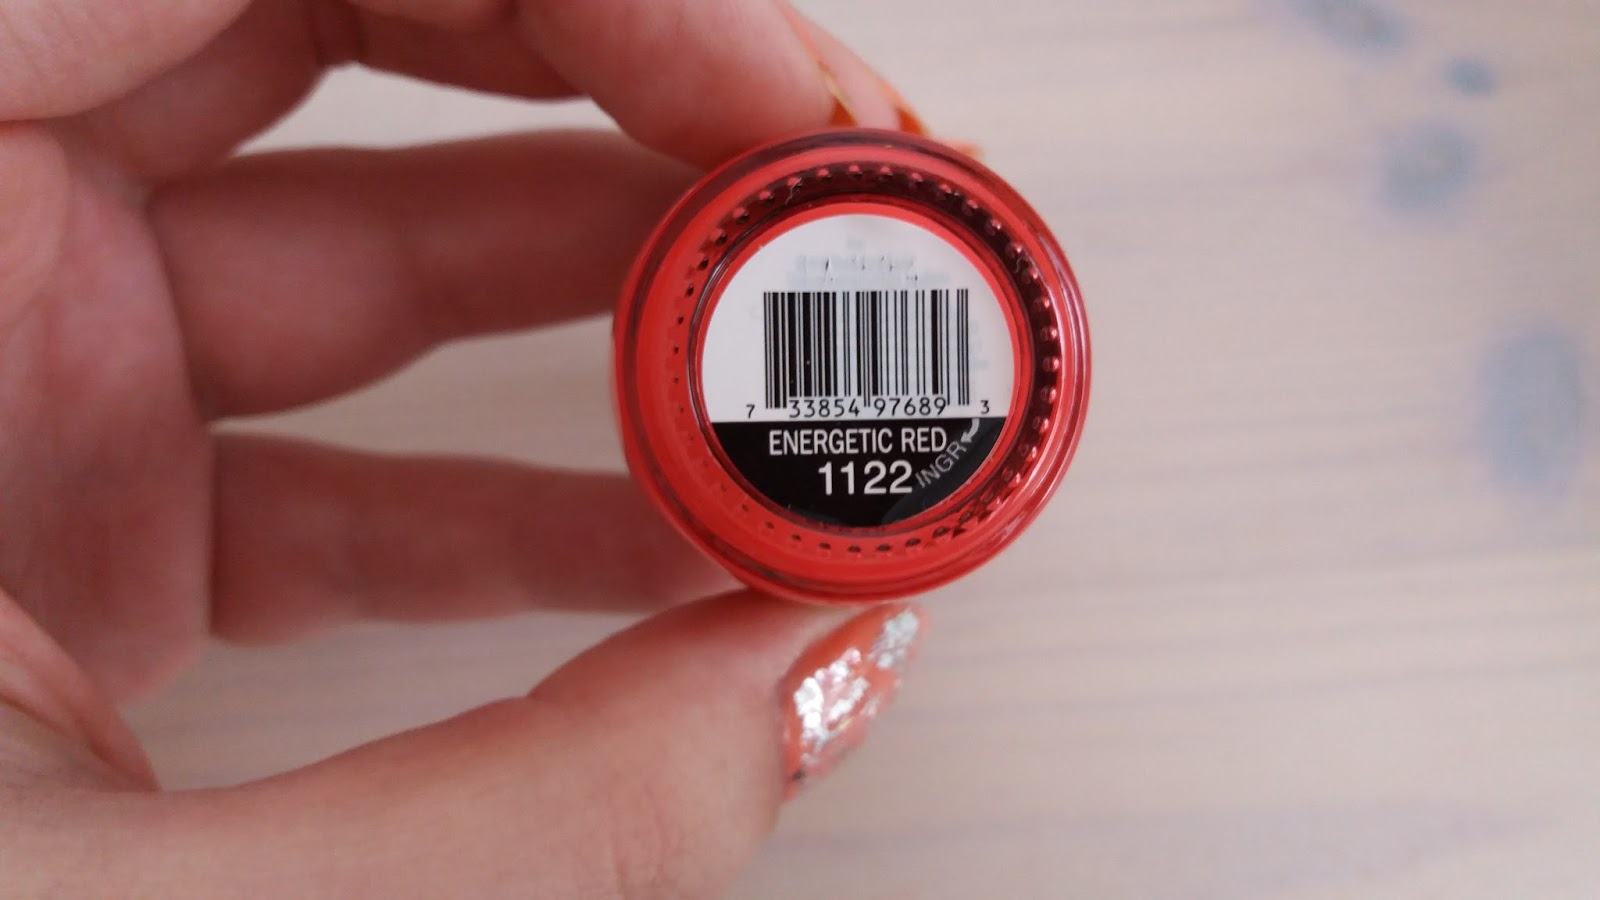 7 33854 97689 3
ENERGETIC RED
1122
INGR